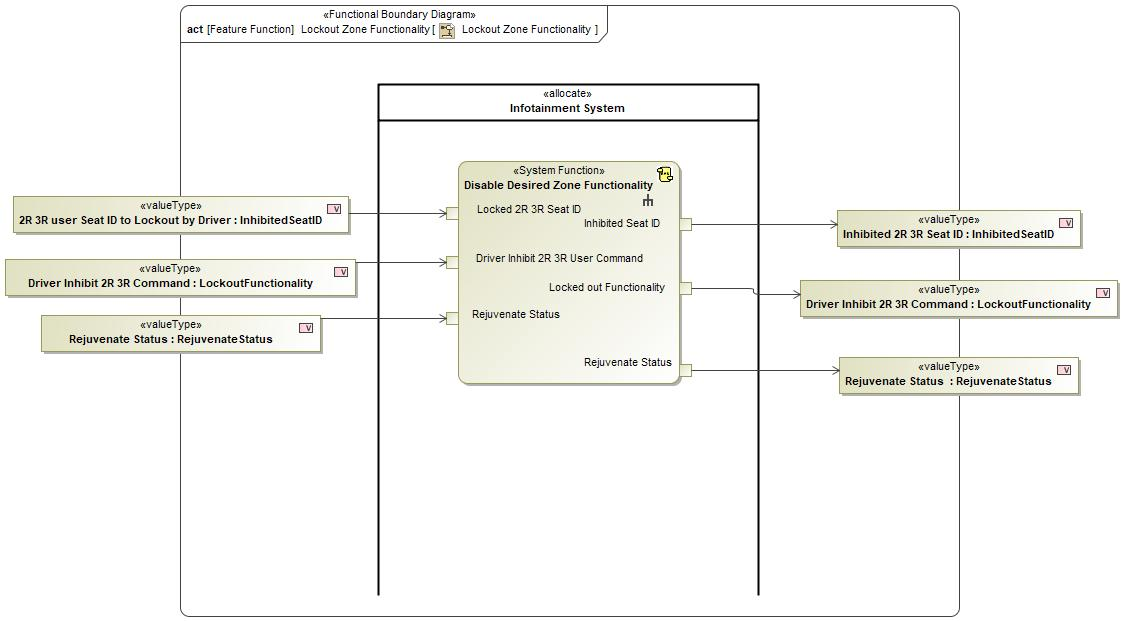 «Functional Boundary Diagram»
act [Feature Function] Lockout Zone Functionality [ Lockout Zone Functionality ]
«allocate»
Infotainment System
«System Function»
Disable Desired Zone Functionality
Locked 2R 3R Seat ID
Inhibited Seat ID
Driver Inhibit 2R 3R User Command
Locked out Functionality
Rejuvenate Status
Rejuvenate Status
«valueType»
V
2R 3R user Seat ID to Lockout by Driver : InhibitedSeatID
«valueType»
V
Driver Inhibit 2R 3R Command : LockoutFunctionality
«valueType»
V
Rejuvenate Status : RejuvenateStatus
«valueType»
V
Inhibited 2R 3R Seat ID : InhibitedSeatID
«valueType»
V
Driver Inhibit 2R 3R Command : LockoutFunctionality
«valueType»
V
Rejuvenate Status : RejuvenateStatus